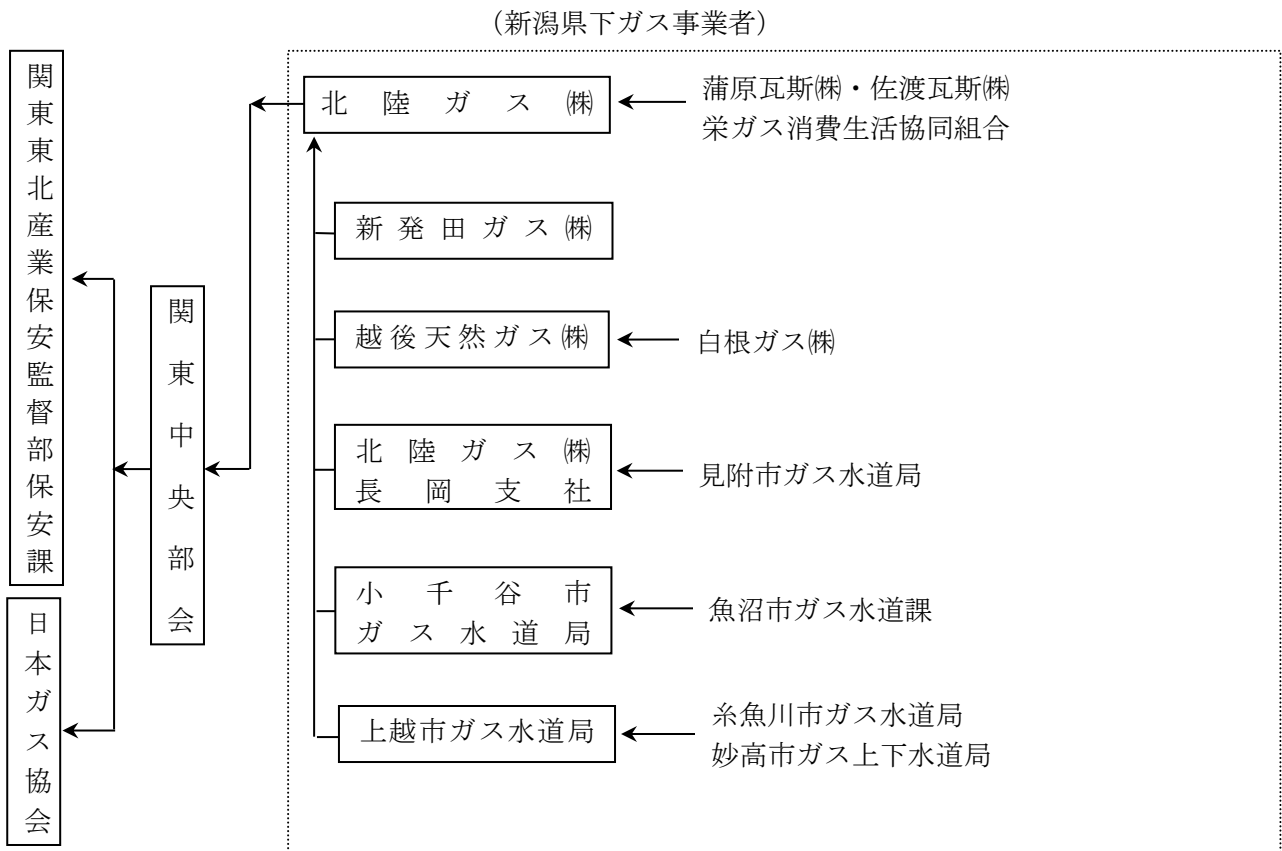 （新潟県下ガス事業者）
関東東北産業保安監督部保安課
日本ガス協会
関東中央部会
北陸ガス㈱
蒲原瓦斯㈱・佐渡瓦斯㈱
栄ガス消費生活協同組合
新発田ガス㈱
越後天然ガス㈱
白根ガス㈱
北陸ガス㈱
長岡支社
見附市ガス水道局
小千谷市
ガス水道局
魚沼市ガス水道課
上越市ガス水道局
糸魚川市ガス水道局
妙高市ガス上下水道局